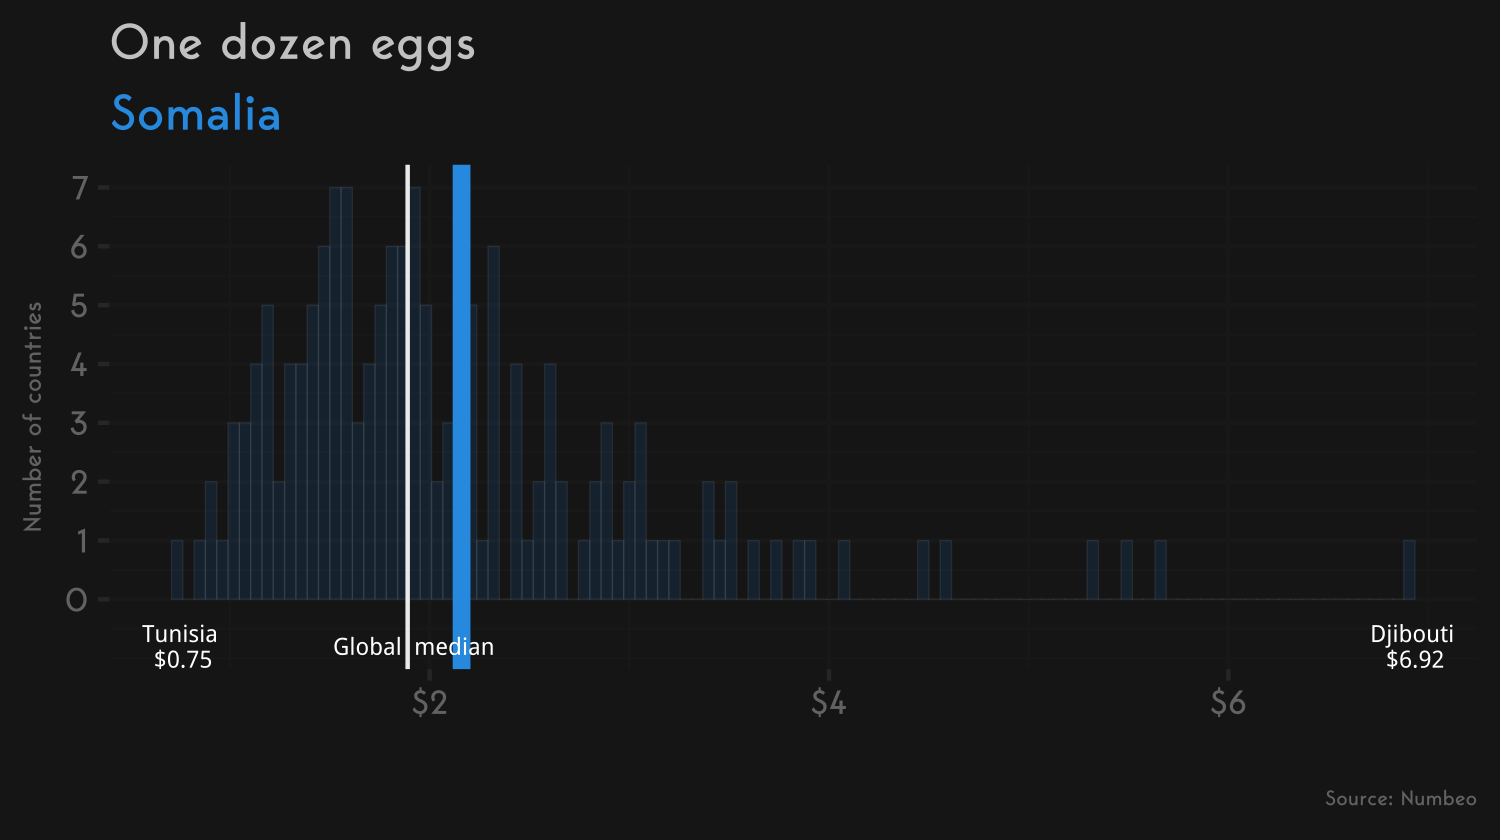 One dozen eggs
Somalia
Number of countries
7
6
5
4
3
2
1
0
Tunisia
$0.75
Global median
Djibouti
$6.92
$2 $4 $6
Source: Numbeo